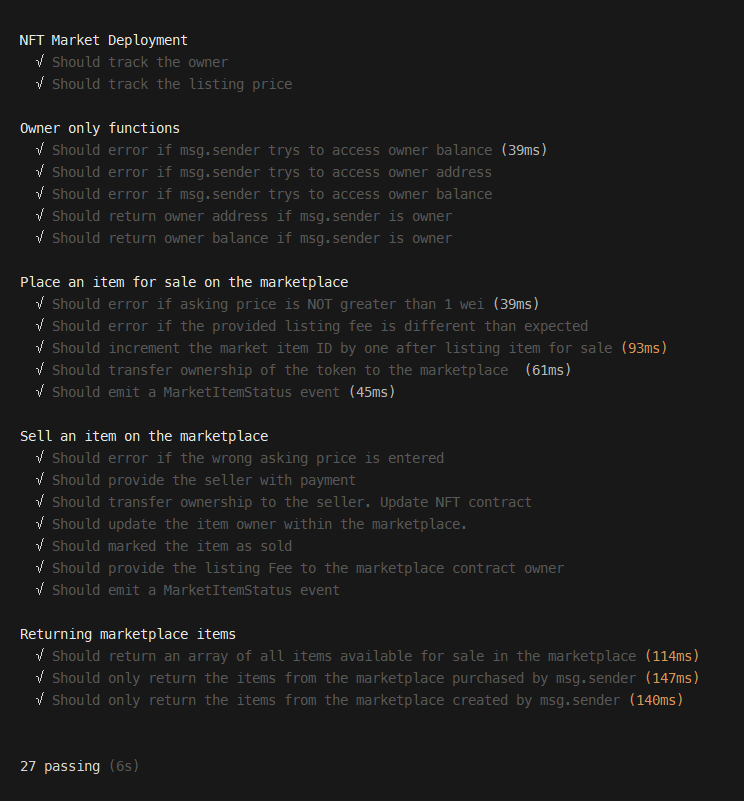 NFT Market Deployment
√ Should track the owner
√ Should track the listing price
Owner only functions
√ Should error if msg.sender trys to access owner balance (39ms)
√ Should error if msg.sender trys to access owner address
√ Should error if msg.sender trys to access owner balance
√ Should return owner address if msg.sender is owner
√ Should return owner balance if msg.sender is owner
Place an item for sale on the marketplace
√ Should error if asking price is NOT greater than 1 wei (39ms)
√ Should error if the provided listing fee is different than expected
√ Should increment the market item ID by one after listing item for sale (93ms)
√ Should transfer ownership of the token to the marketplace  (61ms)
√ Should emit a MarketItemStatus event (45ms)
Sell an item on the marketplace
√ Should error if the wrong asking price is entered
√ Should provide the seller with payment
√ Should transfer ownership to the seller. Update NFT contract
√ Should update the item owner within the marketplace.
√ Should marked the item as sold
√ Should provide the listing Fee to the marketplace contract owner
√ Should emit a MarketItemStatus event
Returning marketplace items
√ Should return an array of all items available for sale in the marketplace (114ms)
√ Should only return the items from the marketplace purchased by msg.sender (147ms)
√ Should only return the items from the marketplace created by msg.sender (140ms)
27 passing (6s)